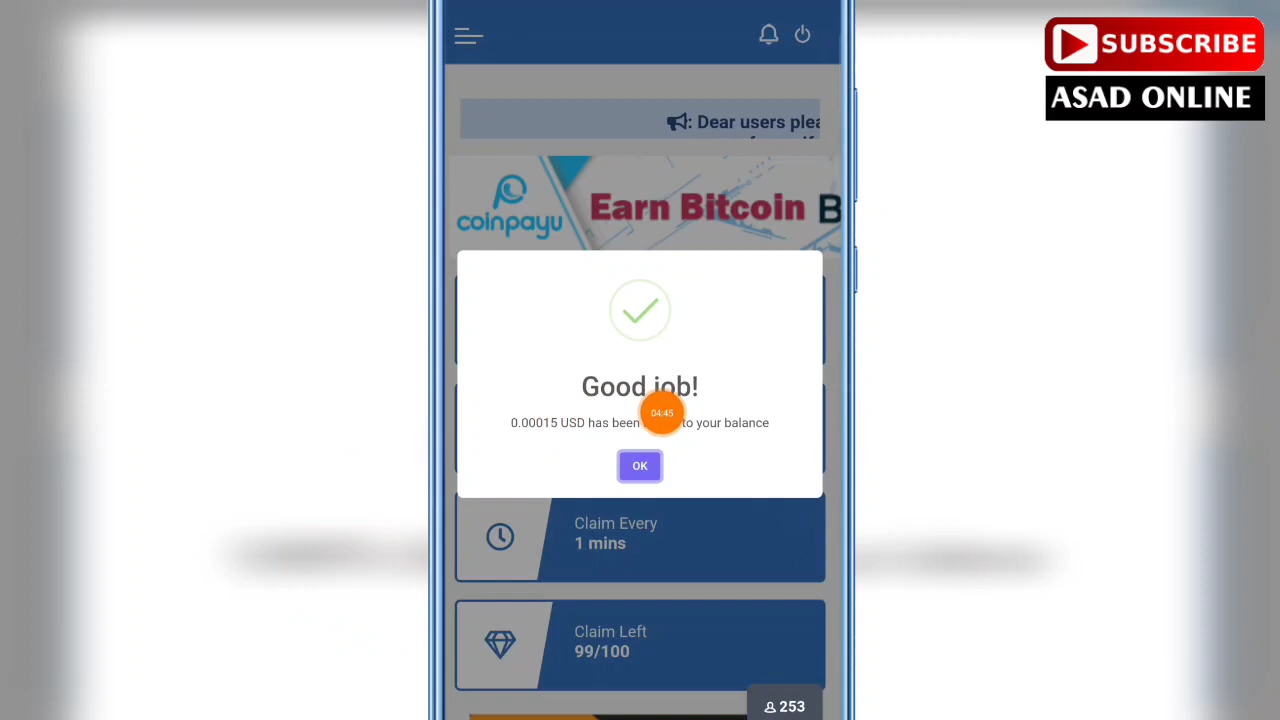 SUBSCRIBE
ASAD ONLINE
: Dear users plea
coinpayu
Earn Bitcoin B
Good job!
04:45
0.00015 USD has been to your balance
OK
Claim Every
1 mins
Claim Left
99/100
253